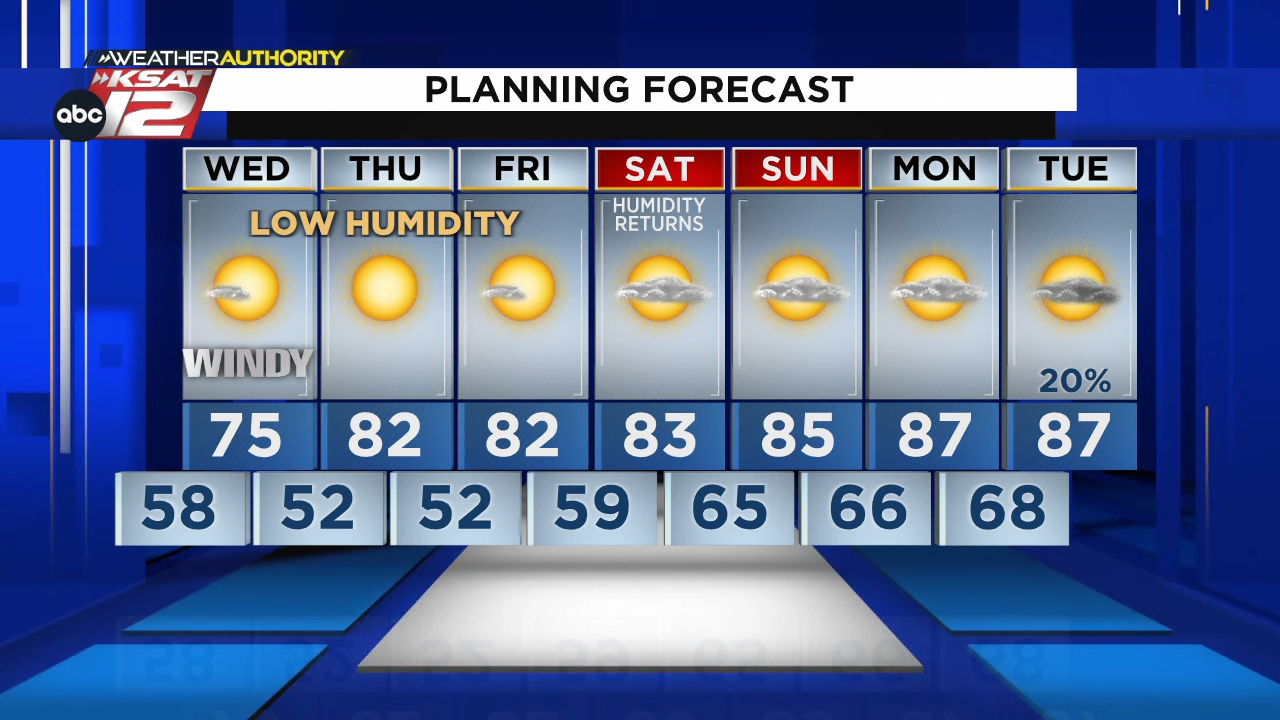 WEATHERAUTHORITY
KSAT
abc 12
PLANNING FORECAST
WED THU FRI SAT SUN MON TUE
LOW HUMIDITY
HUMIDITY
RETURNS
WINDY
20%
75 82 82 83 85 87 87
58 52 52 59 65 66 68